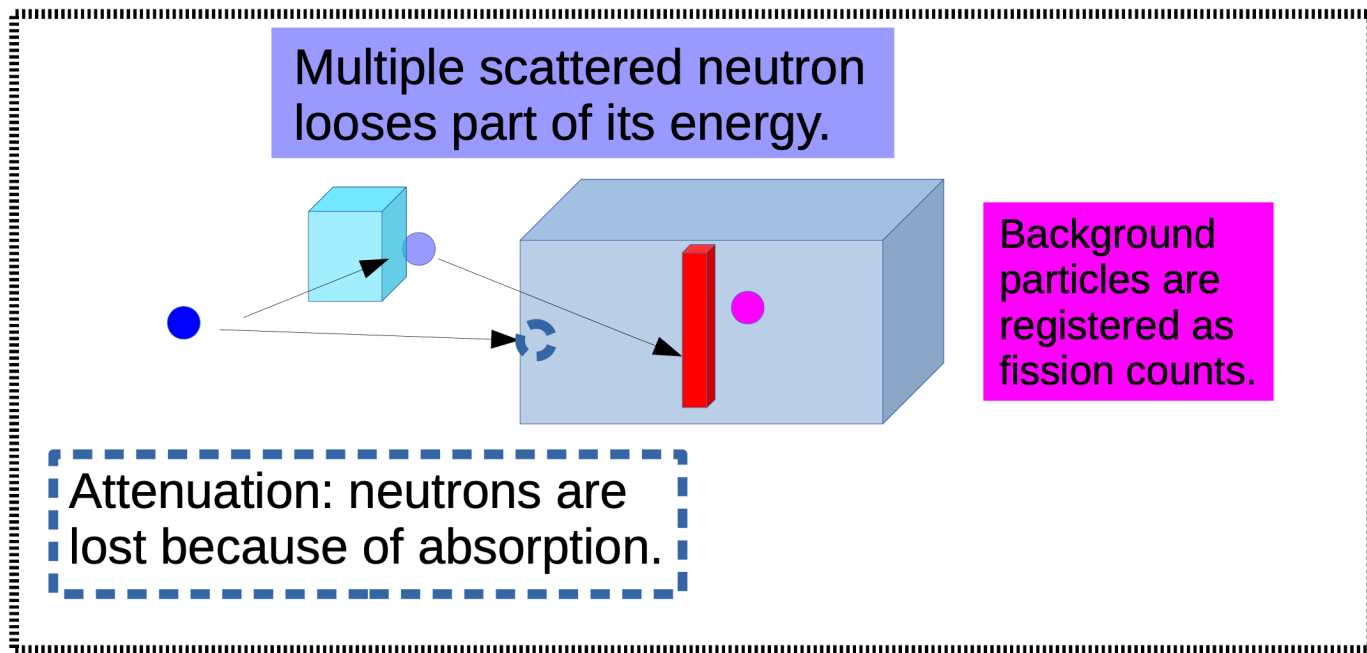 Multiple scattered neutron
looses part of its energy.
Background
particles are
registered as
fission counts.
Attenuation: neutrons are
lost because of absorption.